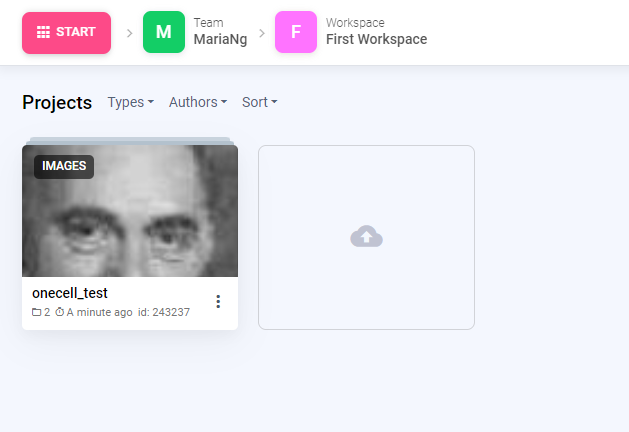 START
M
Team
MariaNg
F
Workspace
First Workspace
Projects Types Authors Sort
IMAGES
onecell_test
2 A minute ago id: 243237